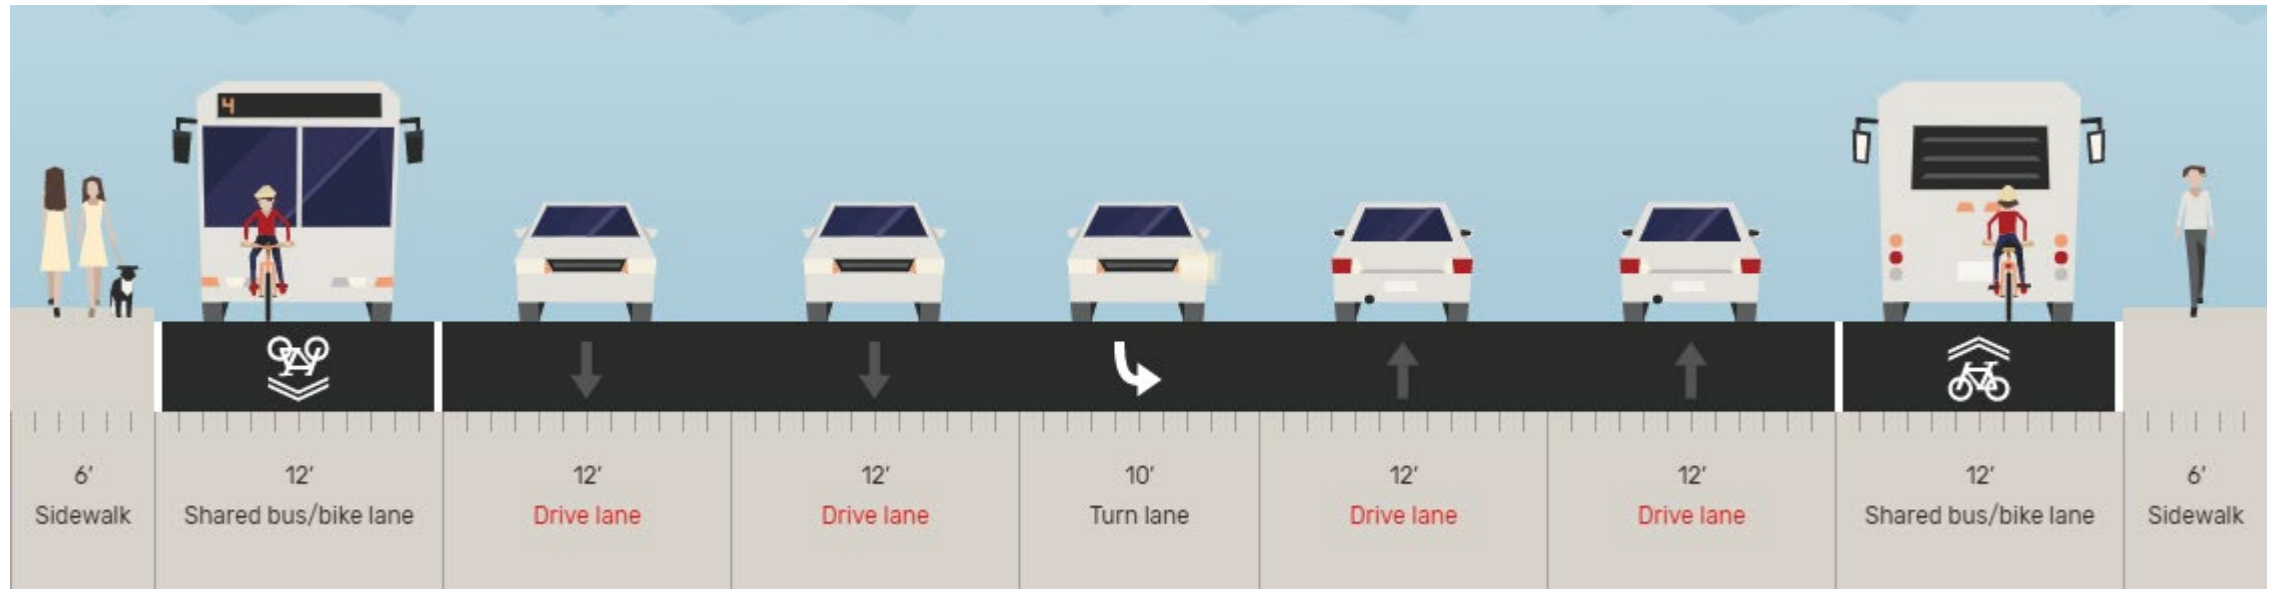 4
6’ 12’ 12’ 12’ 10’ 12’ 12’ 12’ 6’
Sidewalk Shared bus/bike lane Drive lane Drive lane Turn lane Drive lane Drive lane Shared bus/bike lane Sidewalk